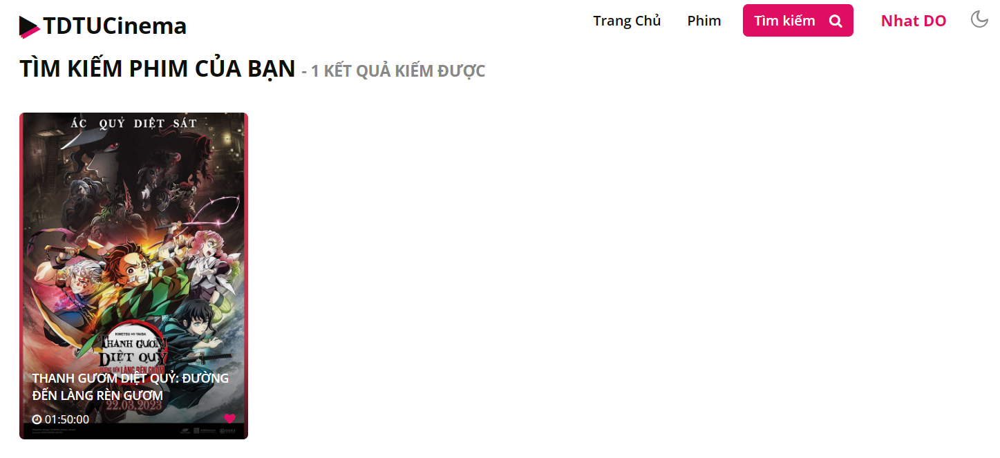 TDTUCinema
Trang Chủ
Phim
Tìm kiếm
Nhat DO
TÌM KIẾM PHIM CỦA BẠN - 1 KẾT QUẢ KIẾM ĐƯỢC
ÁC QUỶ DIỆT SÁT
KIMETSU NO YAIBA
THANH GƯƠM
DIỆT QUỶ
ĐƯỜNG ĐẾN LÀNG RÈN GƯƠM
THANH GƯƠM DIỆT QUỶ: ĐƯỜNG
ĐẾN LÀNG RÈN GƯƠM
22.03.2023
01:50:00